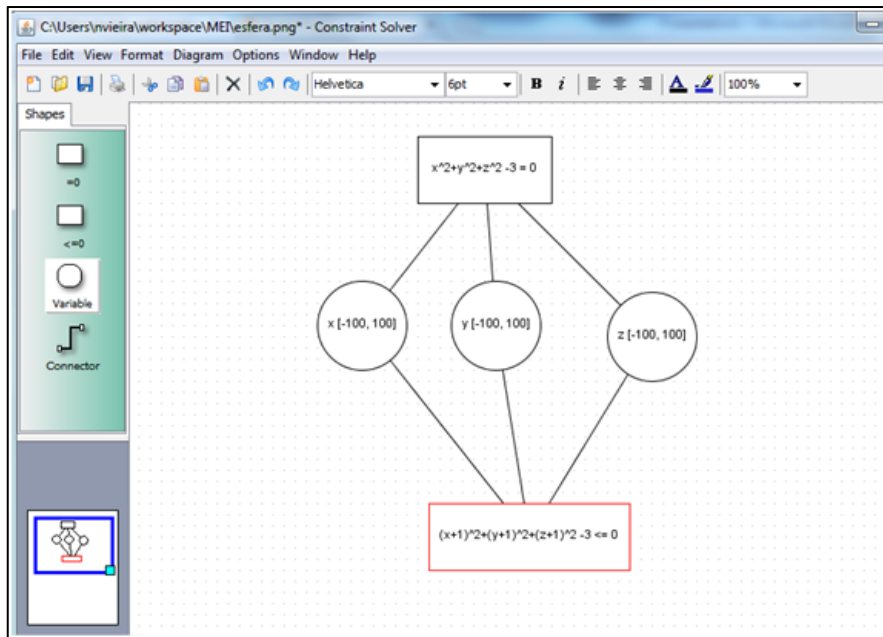 C:\Users\nvieira\workspace\MEI\esfera.png* - Constraint Solver
File Edit View Format Diagram Options Window Help
Helvetica 6pt B i A 100%
Shapes
=0
<=0
Variable
Connector
x^2+y^2+z^2 -3 = 0
x [-100, 100] y [-100, 100] z [-100, 100]
(x+1)^2+(y+1)^2+(z+1)^2 -3 <= 0